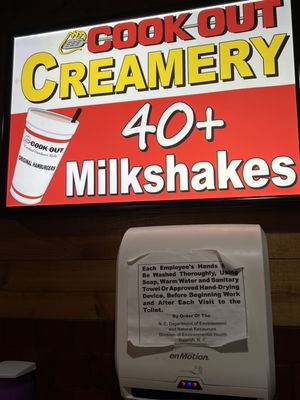 COOK OUT
CREAMERY
40+
Milkshakes
COOK OUT
ORIGINAL HAMBURGERS
Each Employee's Hands
Be Washed Thoroughly, Using
Soap, Warm Water and Sanitary
Towel Or Approved Hand-Drying
Device, Before Beginning Work
and After Each Visit to the
Toilet.
By Order Of The
N. C. Department of Environment
and Natural Resources
Division of Environmental Health
Raleigh, N. C.
enMotion